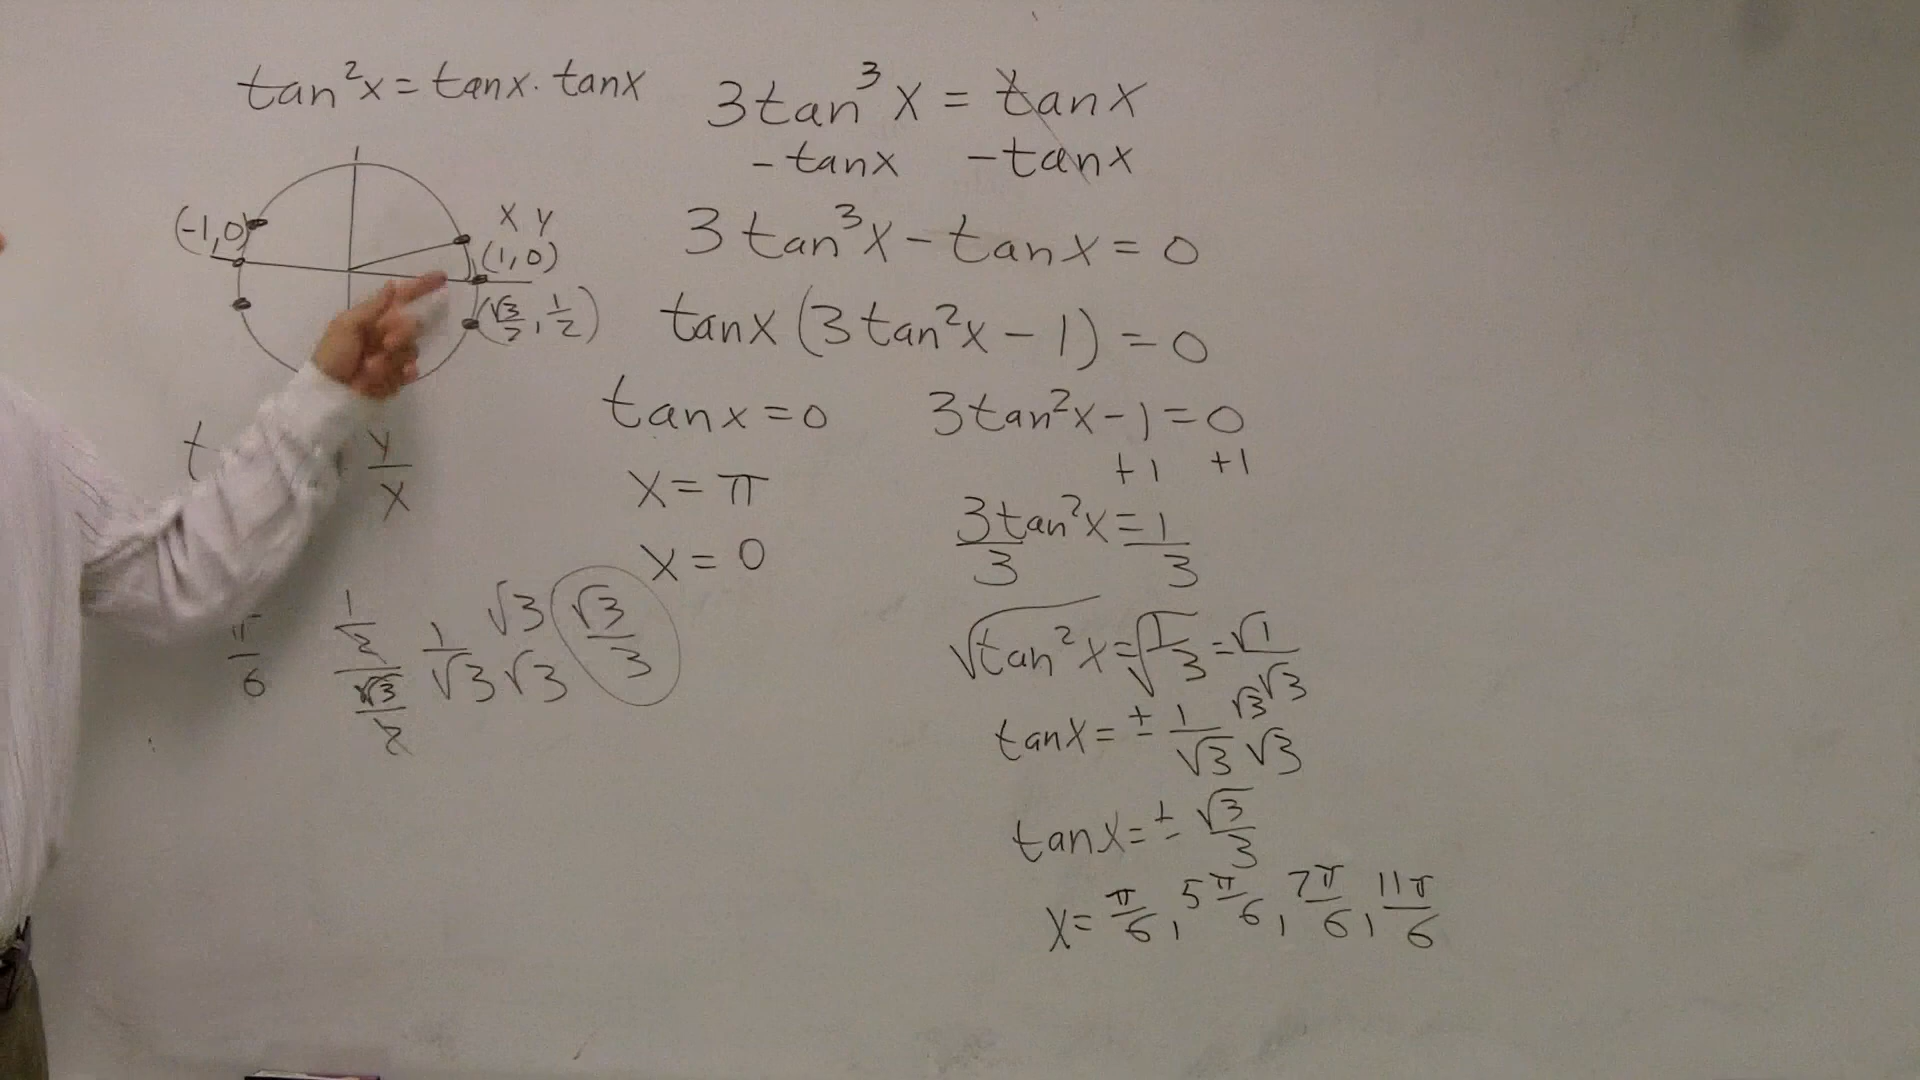 tan²x = tanx · tanx
3tan³x = tanx
-tanx -tanx
3tan³x - tanx = 0
tanx(3tan²x - 1) = 0
(-1,0)
x y
(1,0)
(√3/2, 1/2)
t
y/x
tanx = 0
x = π
x = 0
3tan²x - 1 = 0
+1 +1
3tan²x/3 = 1/3
√tan²x = √1/3 = √1/√3
tanx = ± 1/√3 √3/√3
tanx = ± √3/3
x = π/6, 5π/6, 7π/6, 11π/6
π/6
1/2 / √3/2
1/√3 √3/√3
√3/3